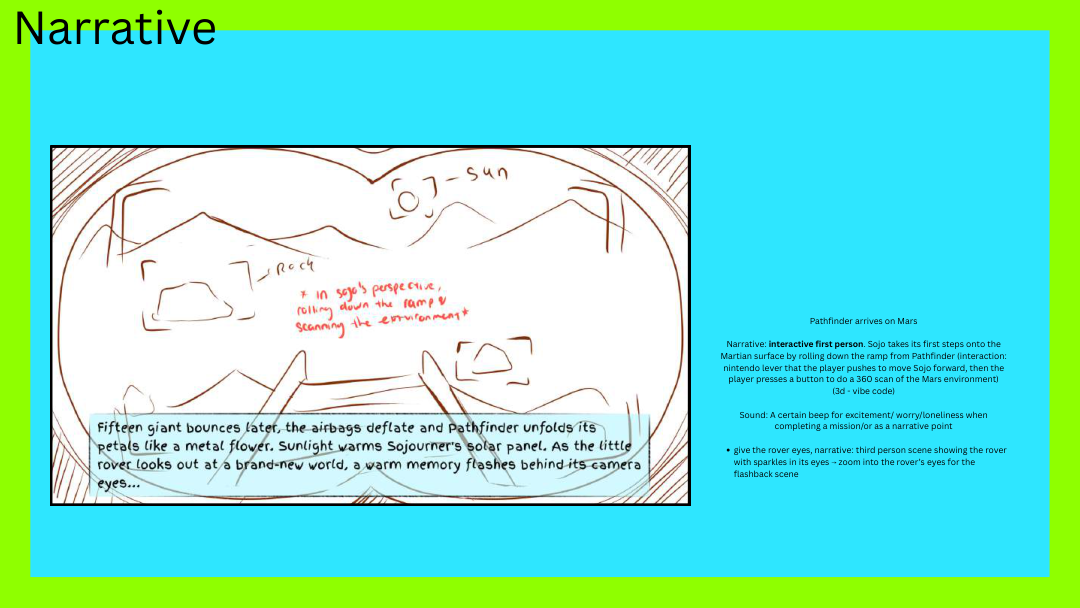 Narrative
- Sun
Rock
* in sojo's perspective,
rolling down the ramp &
scanning the environment*
Fifteen giant bounces later, the airbags deflate and Pathfinder unfolds its
petals like a metal flower. Sunlight warms Sojourner's solar panel. As the little
rover looks out at a brand-new world, a warm memory flashes behind its camera
eyes...
Pathfinder arrives on Mars
Narrative: interactive first person. Sojo takes its first steps onto the
Martian surface by rolling down the ramp from Pathfinder (interaction:
nintendo lever that the player pushes to move Sojo forward, then the
player presses a button to do a 360 scan of the Mars environment)
(3d - vibe code)
Sound: A certain beep for excitement/ worry/loneliness when
completing a mission/or as a narrative point
• give the rover eyes, narrative: third person scene showing the rover
with sparkles in its eyes → zoom into the rover's eyes for the
flashback scene